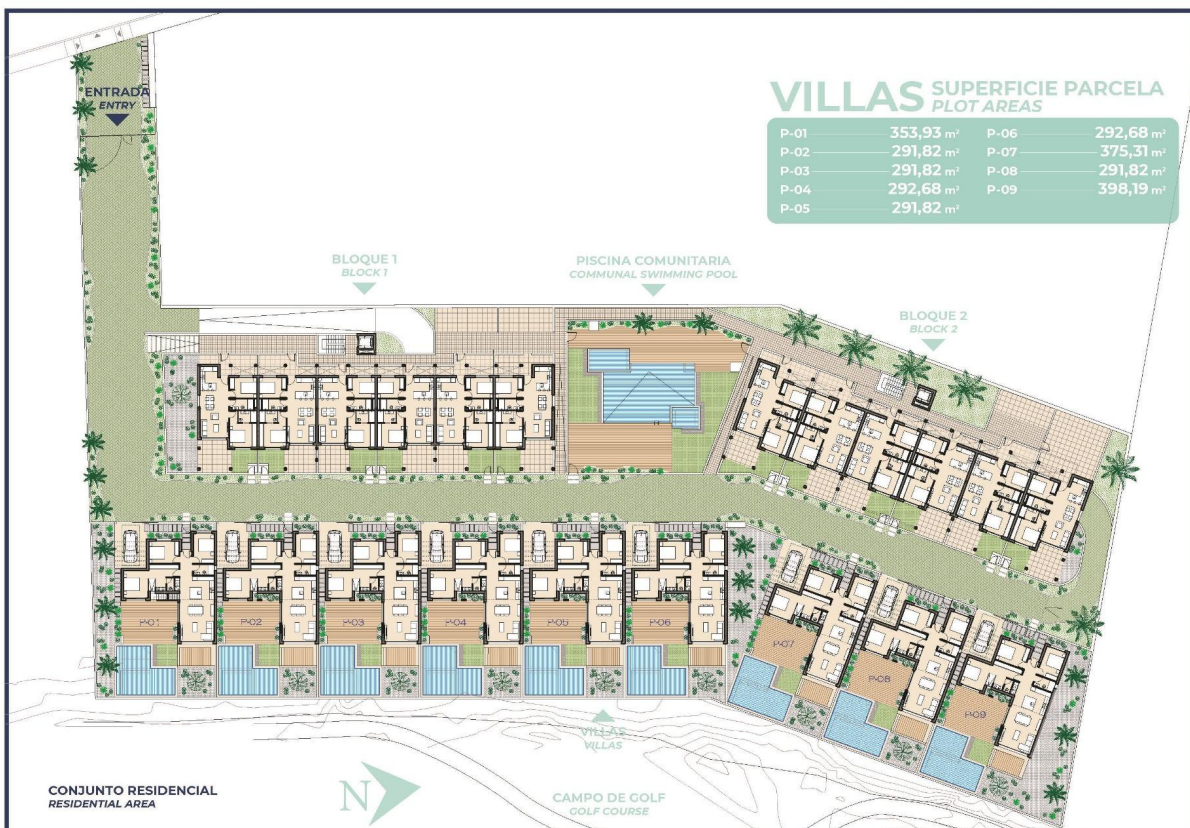 ENTRADA
ENTRY
VILLAS SUPERFICIE PARCELA
PLOT AREAS
P-01 353,93 m²
P-02 291,82 m²
P-03 291,82 m²
P-04 292,68 m²
P-05 291,82 m²
P-06 292,68 m²
P-07 375,31 m²
P-08 291,82 m²
P-09 398,19 m²
BLOQUE 1
BLOCK 1
PISCINA COMUNITARIA
COMMUNAL SWIMMING POOL
BLOQUE 2
BLOCK 2
P-01
P-02
P-03
P-04
P-05
P-06
P-07
P-08
P-09
VILLAS
VILLAS
CONJUNTO RESIDENCIAL
RESIDENTIAL AREA
N
CAMPO DE GOLF
GOLF COURSE